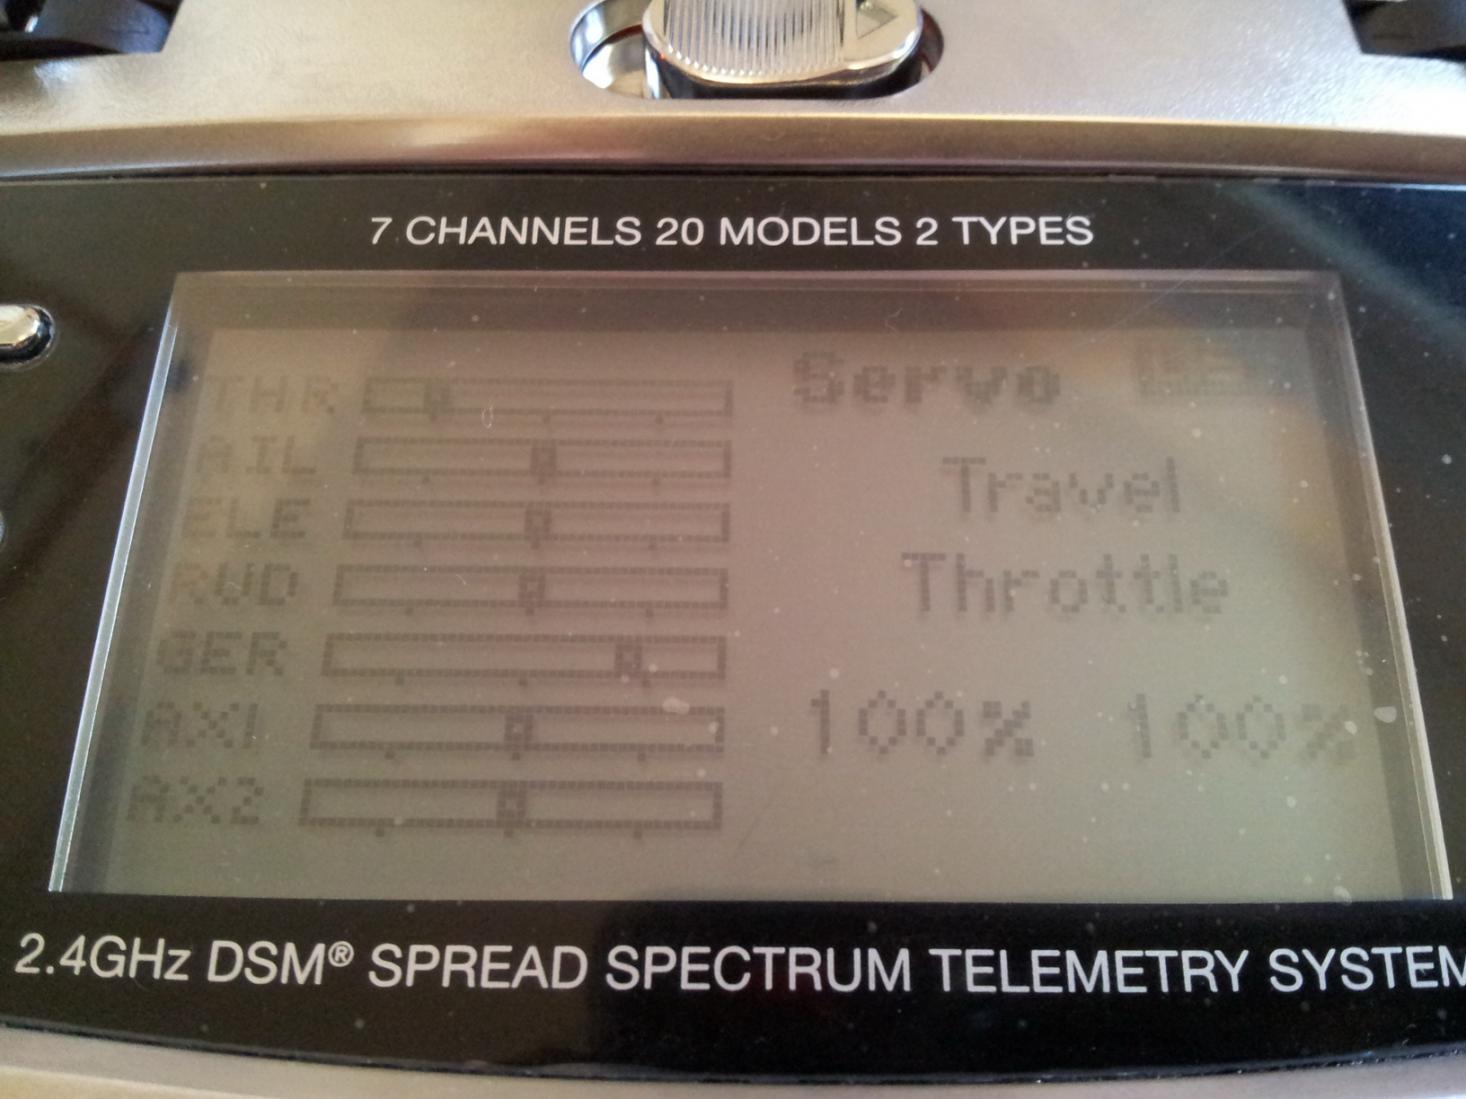 7 CHANNELS 20 MODELS 2 TYPES
THR
AIL
ELE
RUD
GER
AX1
AX2
Servo
Travel
Throttle
100% 100%
2.4GHz DSM® SPREAD SPECTRUM TELEMETRY SYSTEM